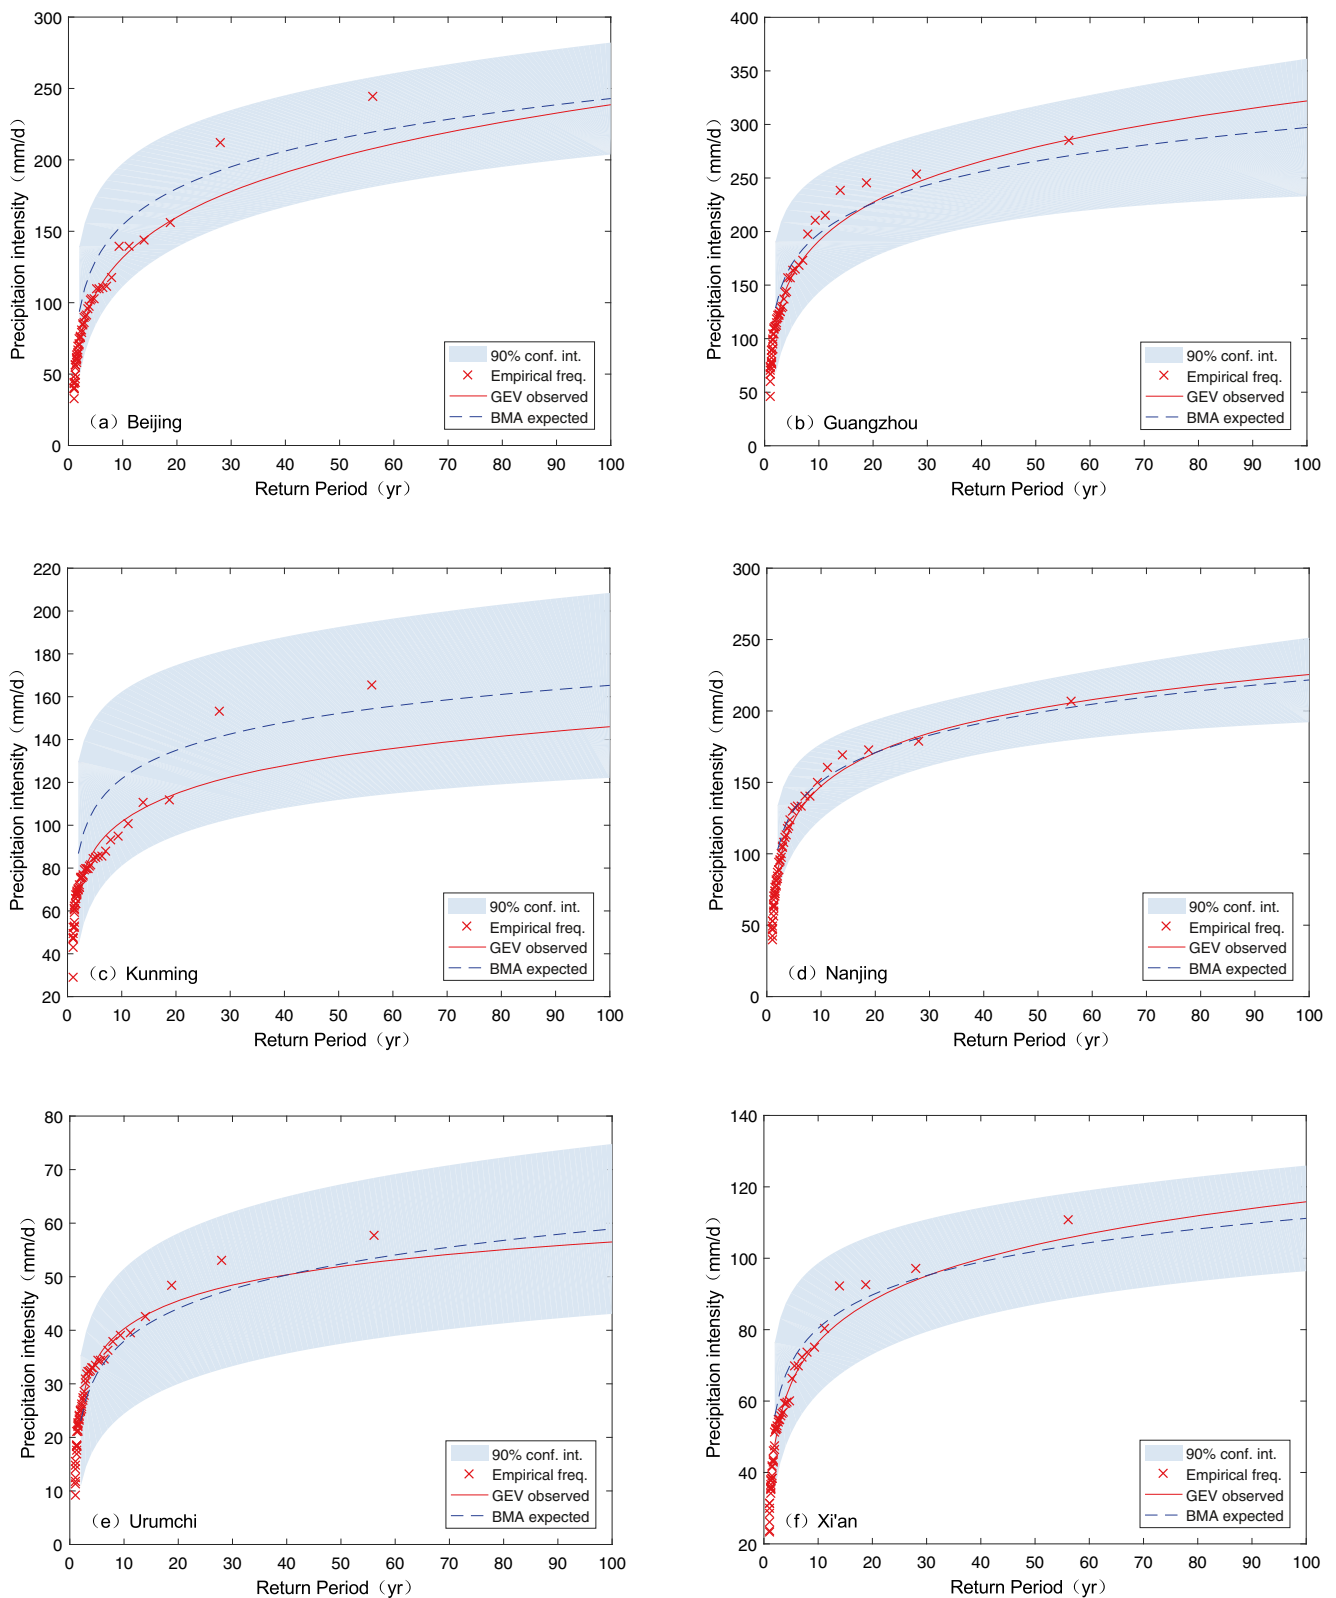 300
250
200
150
100
50
0
Precipitaion intensity（mm/d）
90% conf. int.
Empirical freq.
GEV observed
BMA expected
（a）Beijing
0 10 20 30 40 50 60 70 80 90 100
Return Period（yr）
400
350
300
250
200
150
100
50
0
Precipitaion intensity（mm/d）
90% conf. int.
Empirical freq.
GEV observed
BMA expected
（b）Guangzhou
0 10 20 30 40 50 60 70 80 90 100
Return Period（yr）
220
200
180
160
140
120
100
80
60
40
20
Precipitaion intensity（mm/d）
90% conf. int.
Empirical freq.
GEV observed
BMA expected
（c）Kunming
0 10 20 30 40 50 60 70 80 90 100
Return Period（yr）
300
250
200
150
100
50
0
Precipitaion intensity（mm/d）
90% conf. int.
Empirical freq.
GEV observed
BMA expected
（d）Nanjing
0 10 20 30 40 50 60 70 80 90 100
Return Period（yr）
80
70
60
50
40
30
20
10
0
Precipitaion intensity（mm/d）
90% conf. int.
Empirical freq.
GEV observed
BMA expected
（e）Urumchi
0 10 20 30 40 50 60 70 80 90 100
Return Period（yr）
140
120
100
80
60
40
20
Precipitaion intensity（mm/d）
90% conf. int.
Empirical freq.
GEV observed
BMA expected
（f）Xi'an
0 10 20 30 40 50 60 70 80 90 100
Return Period（yr）